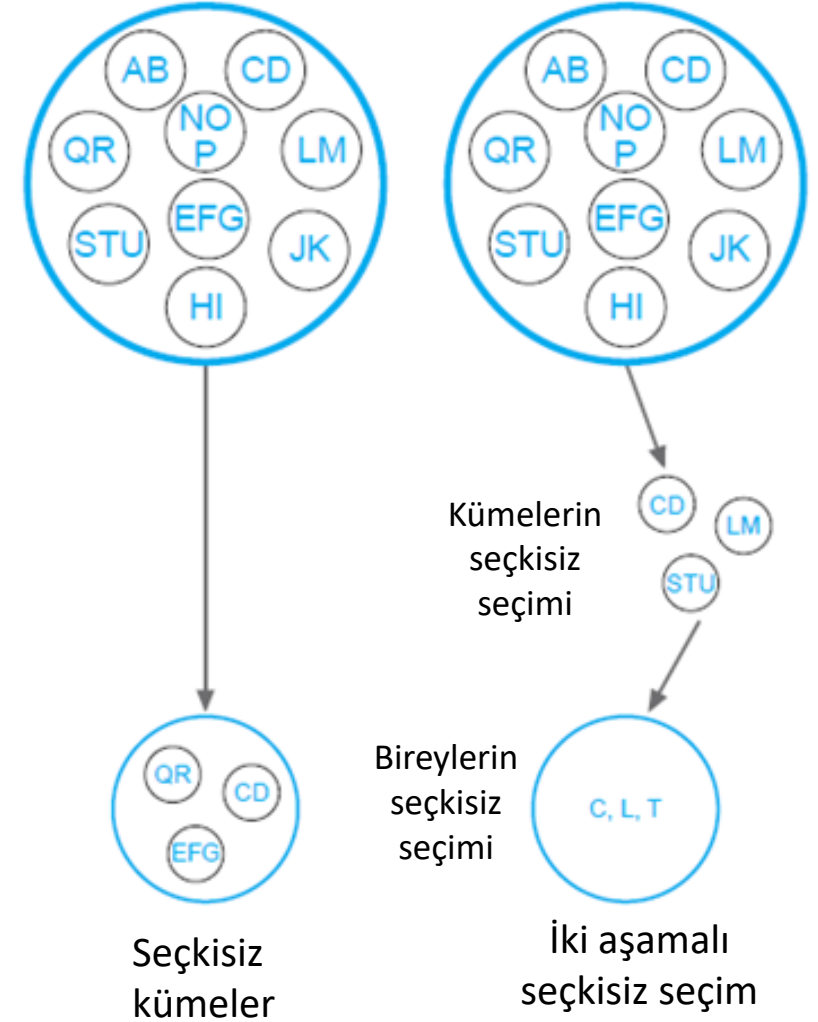 AB
CD
QR
NO
P
LM
STU
EFG
JK
HI
AB
CD
QR
NO
P
LM
STU
EFG
JK
HI
Kümelerin
seçkisiz
seçimi
CD
LM
STU
QR
CD
EFG
Bireylerin
seçkisiz
seçimi
C, L, T
Seçkisiz
kümeler
İki aşamalı
seçkisiz seçim